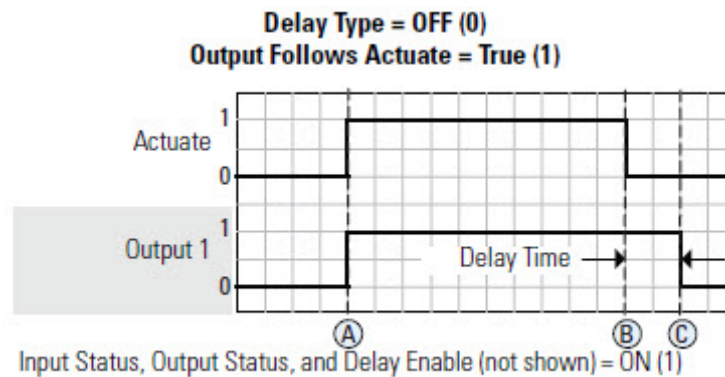 Delay Type = OFF (0)
Output Follows Actuate = True (1)
1
Actuate
0
1
Output 1
Delay Time
0
A B C
Input Status, Output Status, and Delay Enable (not shown) = ON (1)